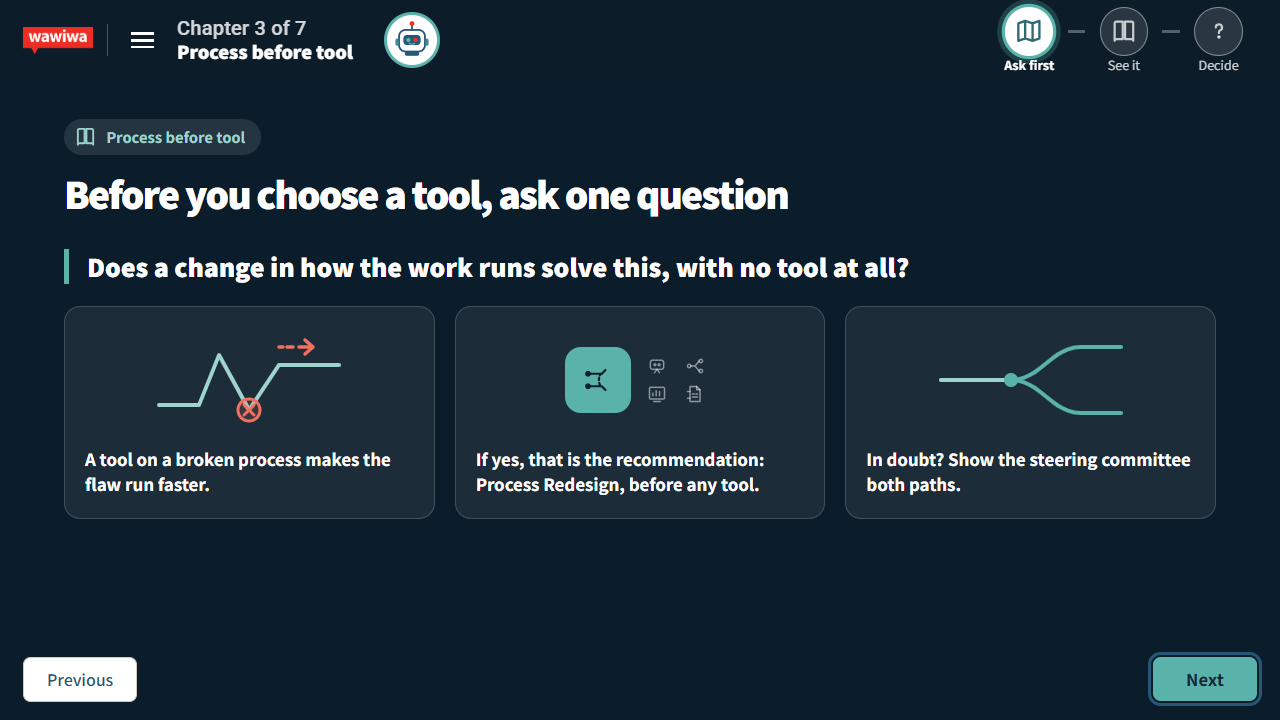 wawiwa
Chapter 3 of 7
Process before tool
Ask first
See it
?
Decide
Process before tool
Before you choose a tool, ask one question
Does a change in how the work runs solve this, with no tool at all?
A tool on a broken process makes the
flaw run faster.
If yes, that is the recommendation:
Process Redesign, before any tool.
In doubt? Show the steering committee
both paths.
Previous
Next